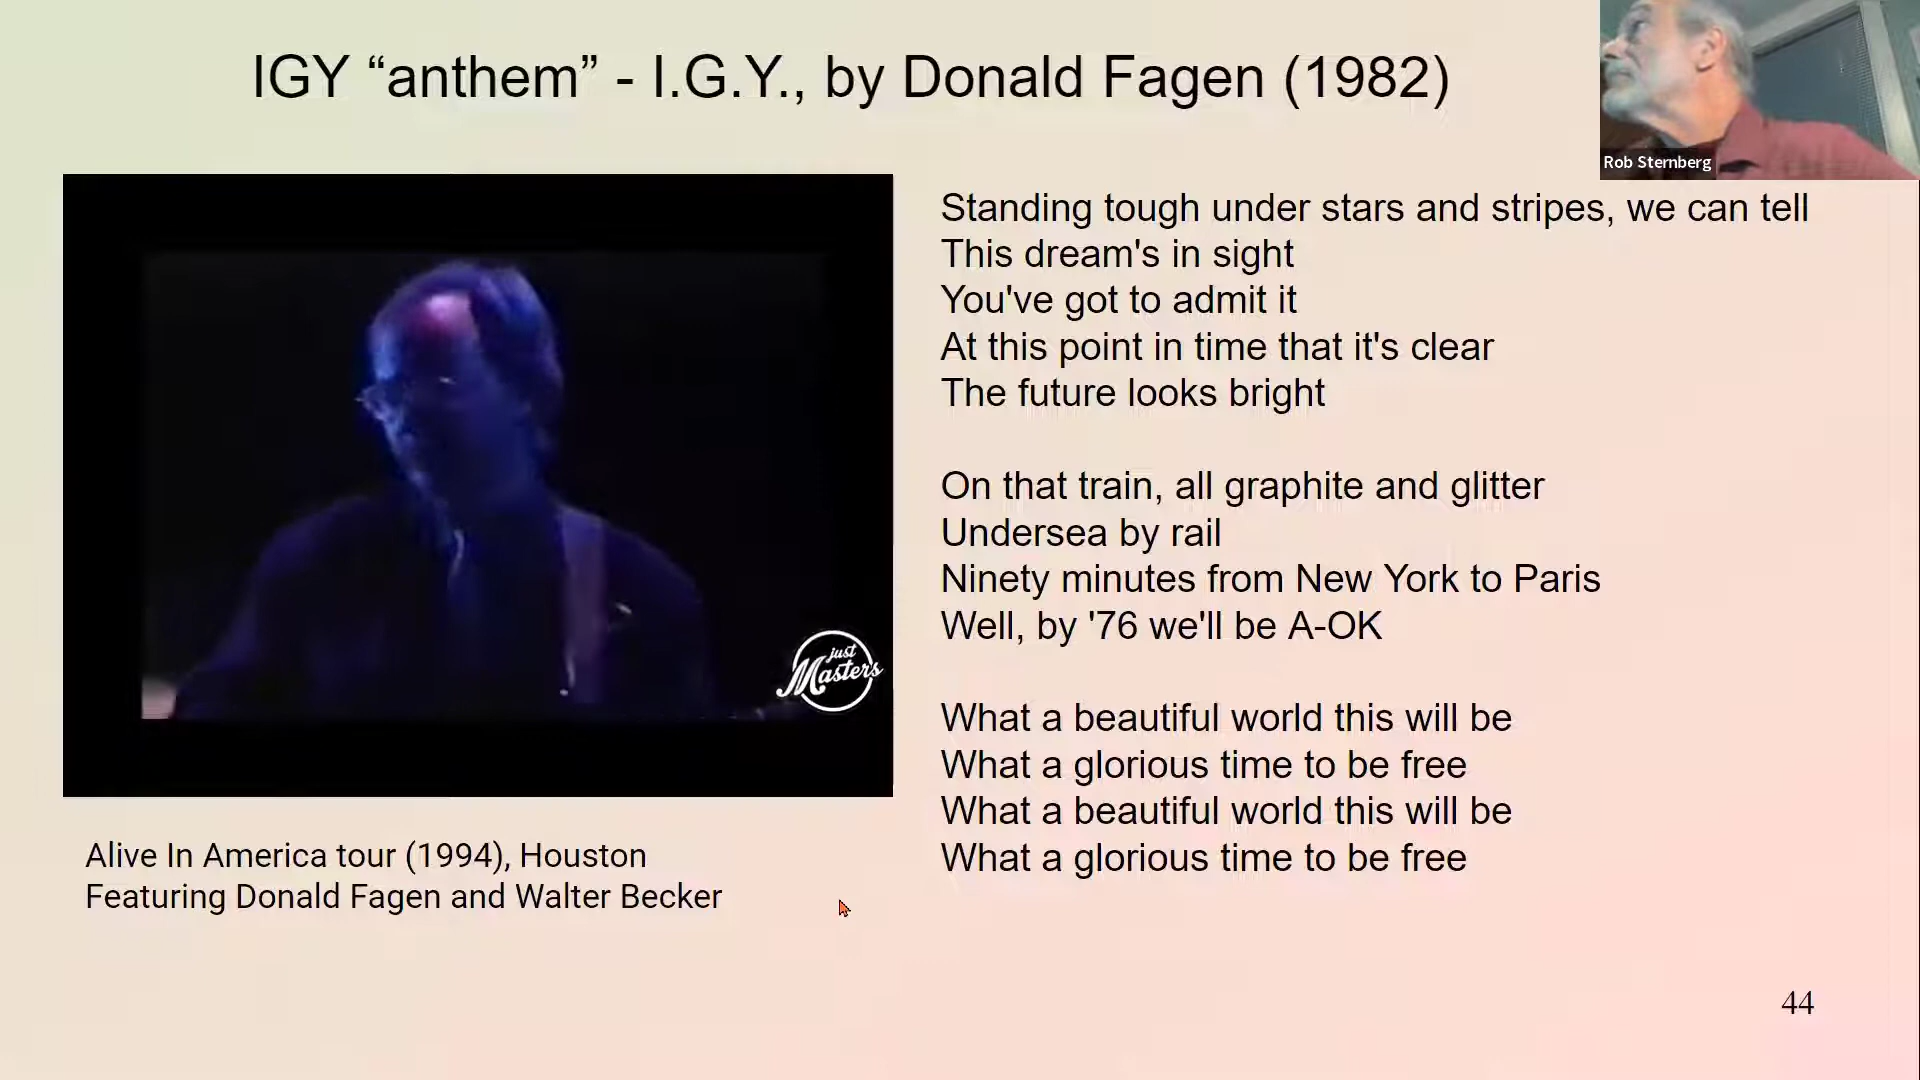 IGY “anthem” - I.G.Y., by Donald Fagen (1982)
Rob Sternberg
Standing tough under stars and stripes, we can tell
This dream's in sight
You've got to admit it
At this point in time that it's clear
The future looks bright
On that train, all graphite and glitter
Undersea by rail
Ninety minutes from New York to Paris
Well, by '76 we'll be A-OK
What a beautiful world this will be
What a glorious time to be free
What a beautiful world this will be
What a glorious time to be free
just
Masters
Alive In America tour (1994), Houston
Featuring Donald Fagen and Walter Becker
44